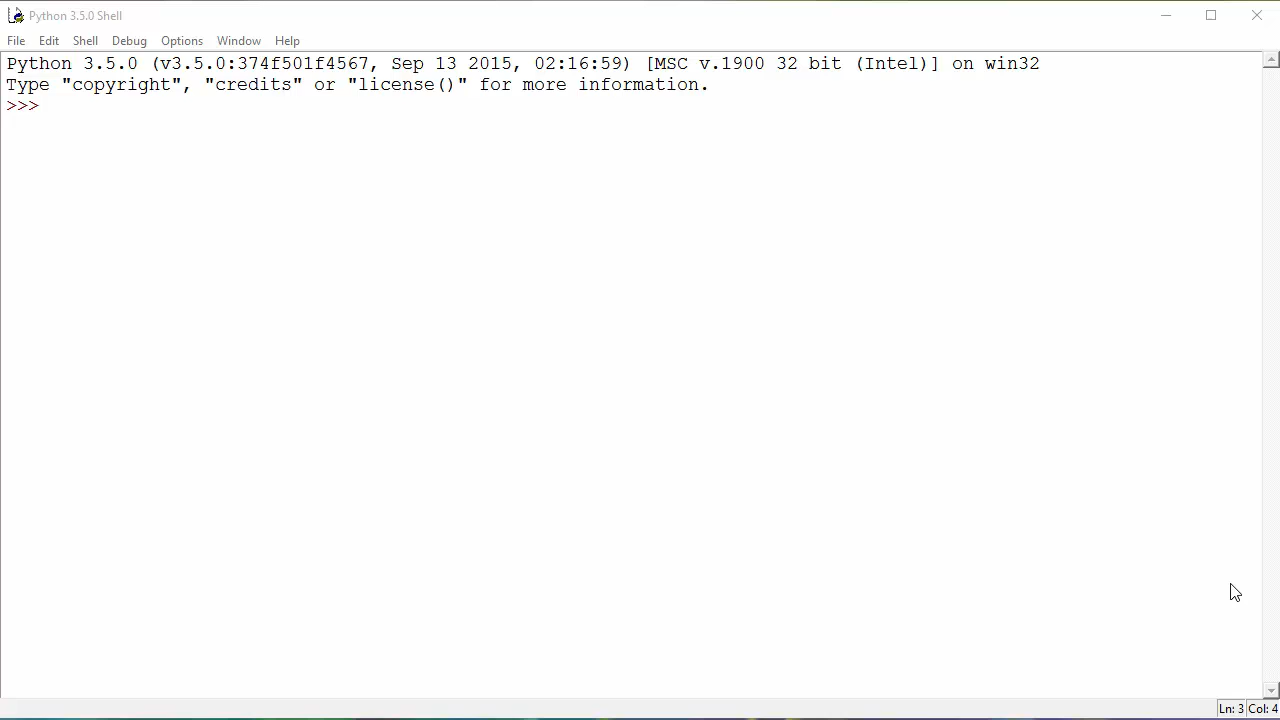 Python 3.5.0 Shell
File Edit Shell Debug Options Window Help
Python 3.5.0 (v3.5.0:374f501f4567, Sep 13 2015, 02:16:59) [MSC v.1900 32 bit (Intel)] on win32
Type "copyright", "credits" or "license()" for more information.
>>>
Ln: 3 Col: 4